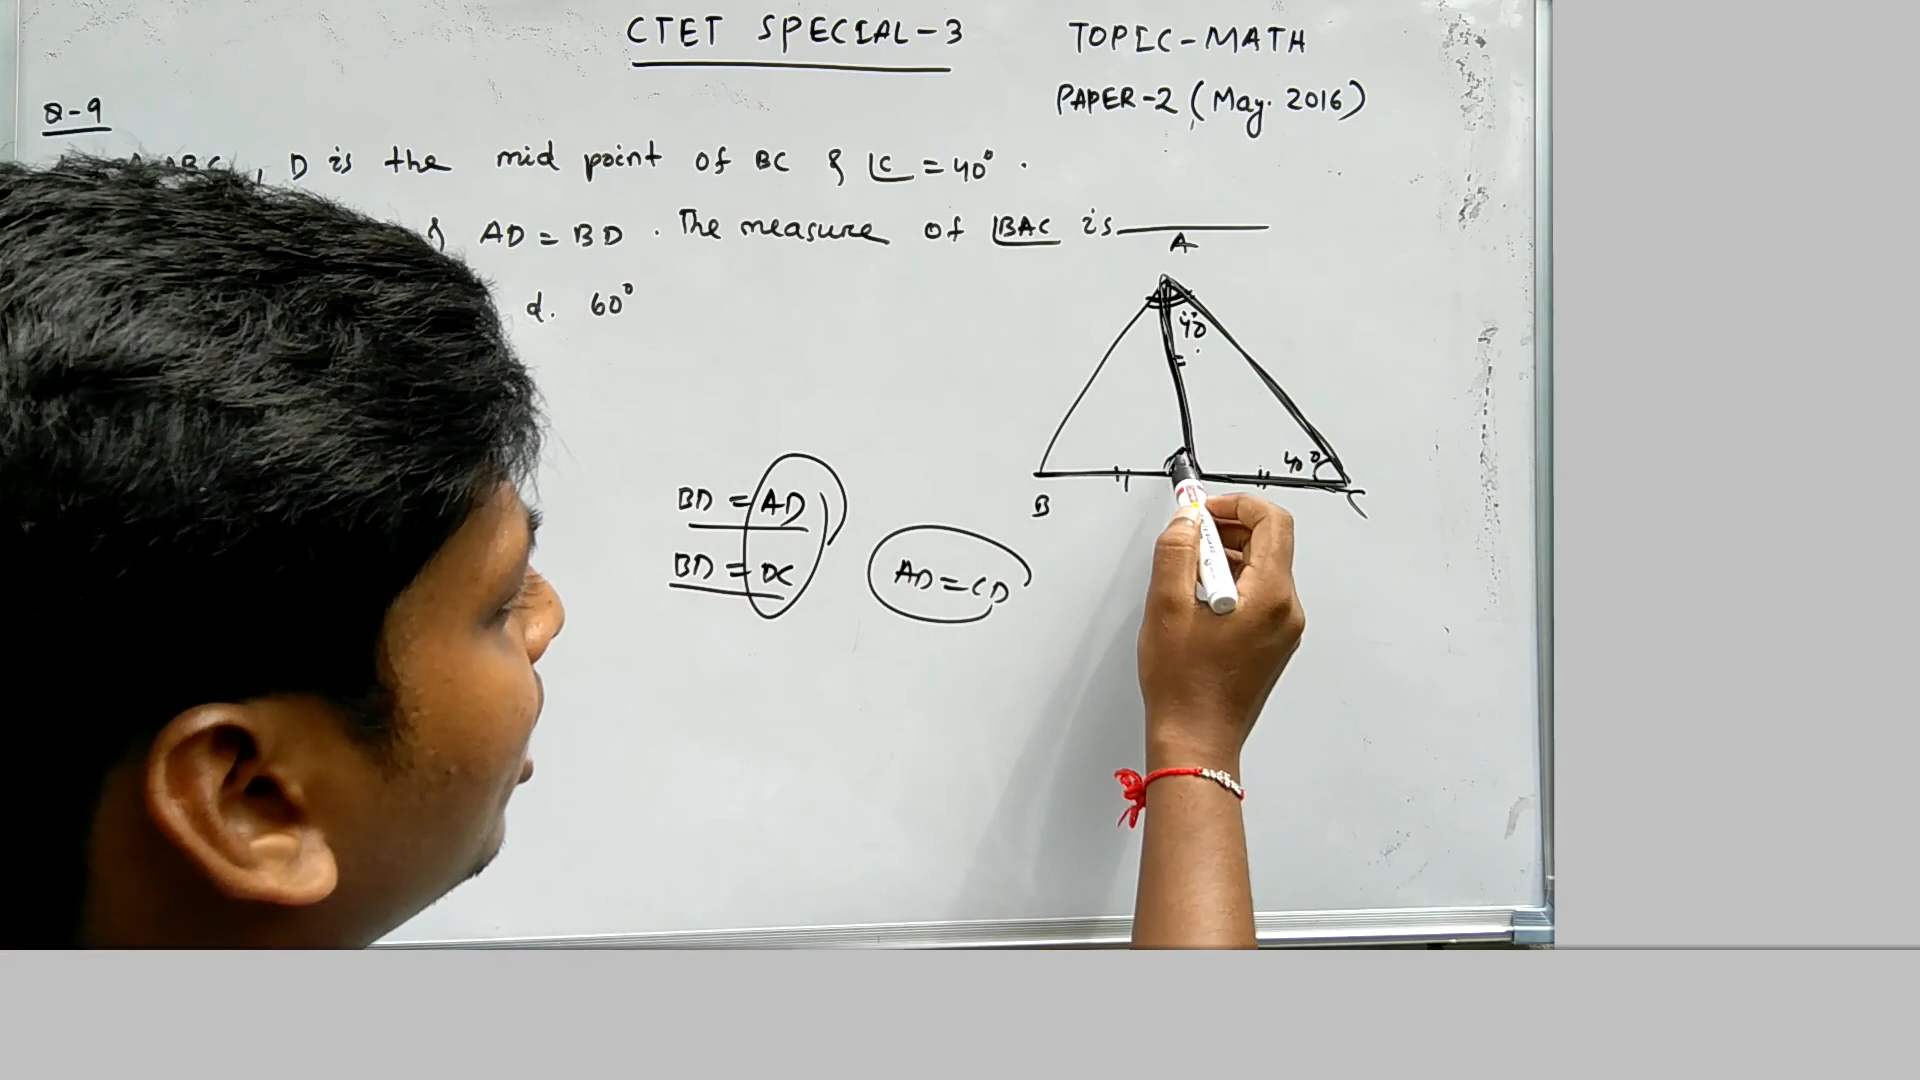 CTET SPECIAL-3
TOPIC-MATH
PAPER-2 (May. 2016)
Q-9
, D is the mid point of BC & ∠C = 40° .
& AD = BD . The measure of ∠BAC is
d. 60°
A
40°
40°
B
C
BD = AD
BD = DC
AD = CD